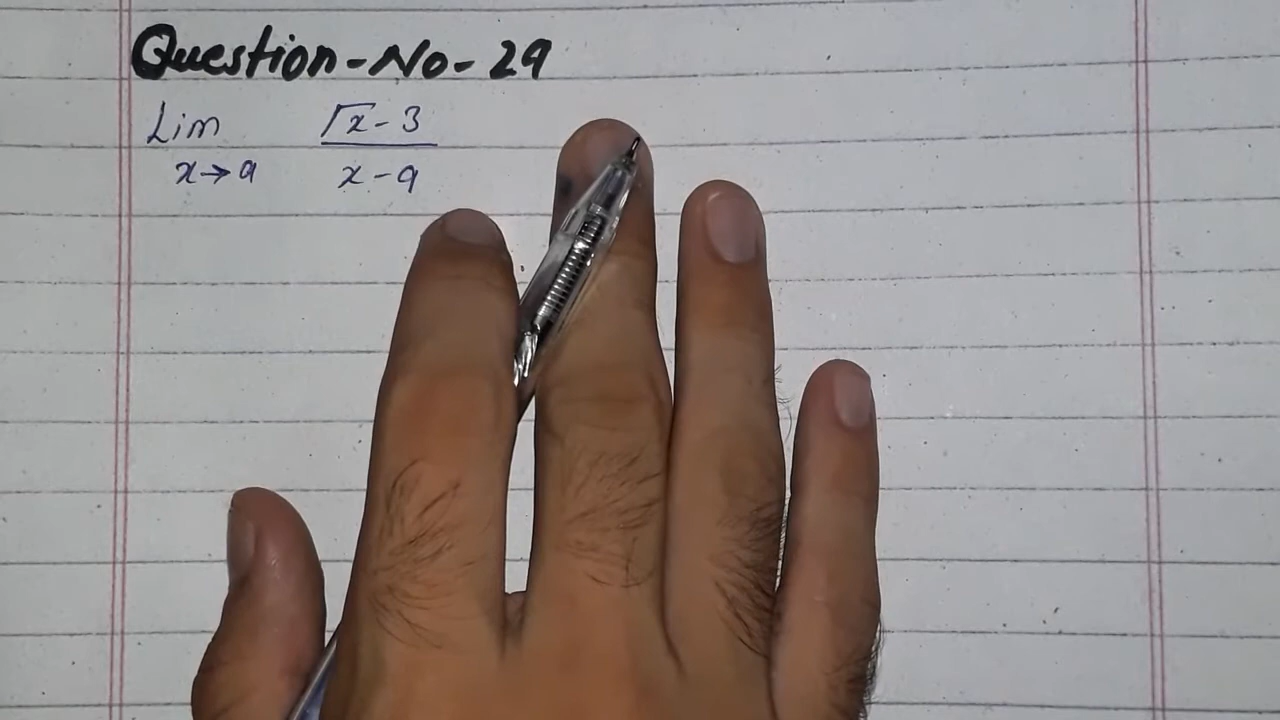 Question-No-29
Lim √x-3
x→9 x-9